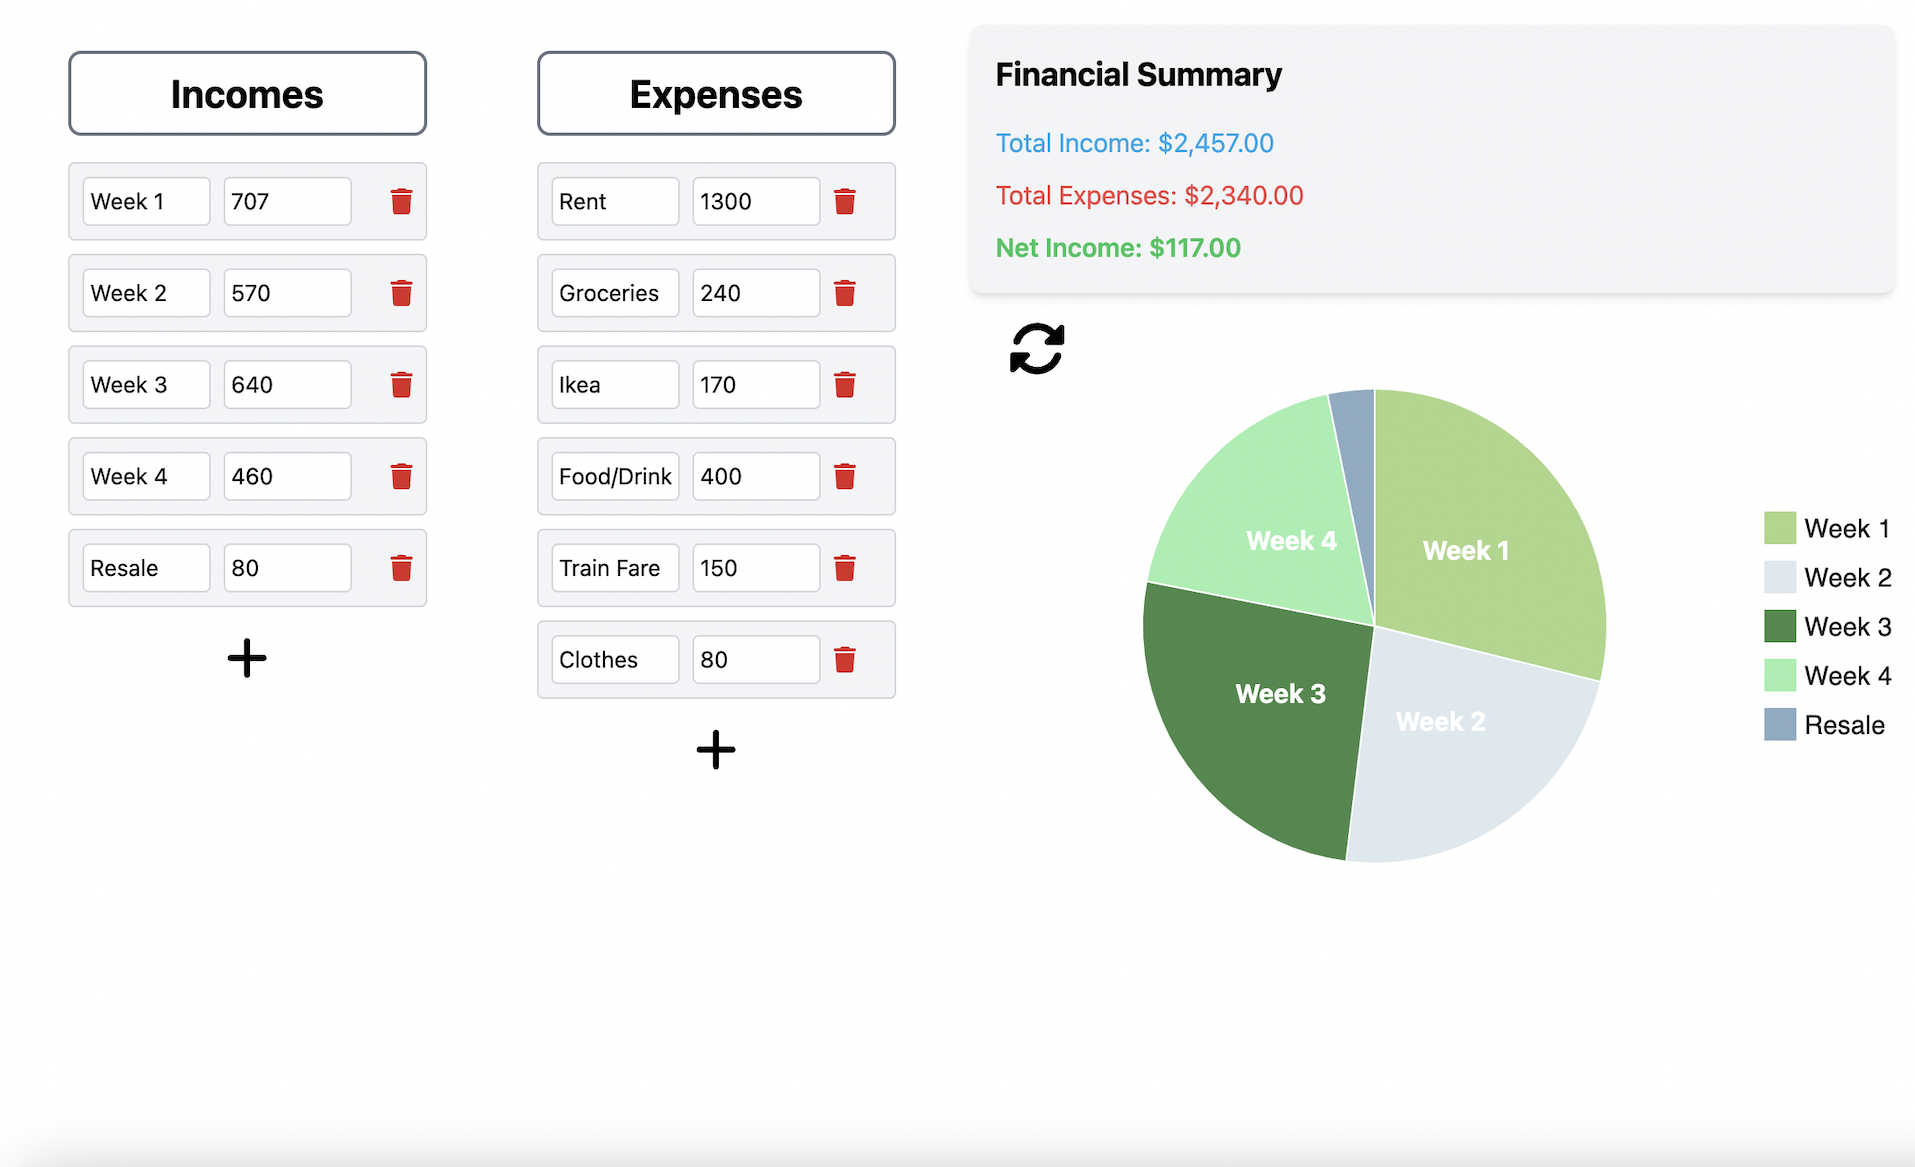 Incomes
Week 1 707
Week 2 570
Week 3 640
Week 4 460
Resale 80
Expenses
Rent 1300
Groceries 240
Ikea 170
Food/Drink 400
Train Fare 150
Clothes 80
Financial Summary
Total Income: $2,457.00
Total Expenses: $2,340.00
Net Income: $117.00
Week 4
Week 1
Week 3
Week 2
Week 1
Week 2
Week 3
Week 4
Resale